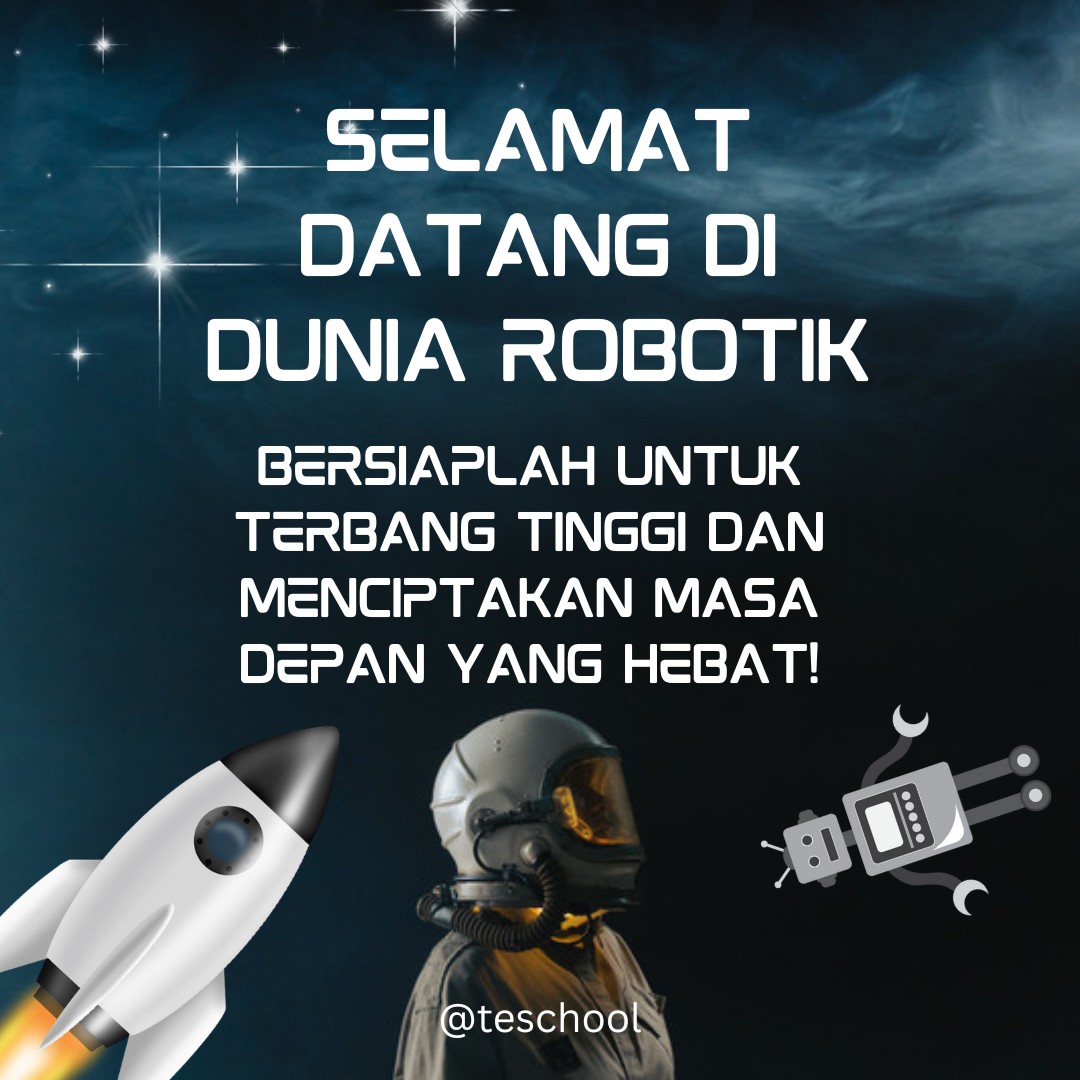 SELAMAT
DATANG DI
DUNIA ROBOTIK
BERSIAPLAH UNTUK
TERBANG TINGGI DAN
MENCIPTAKAN MASA
DEPAN YANG HEBAT!
@teschool